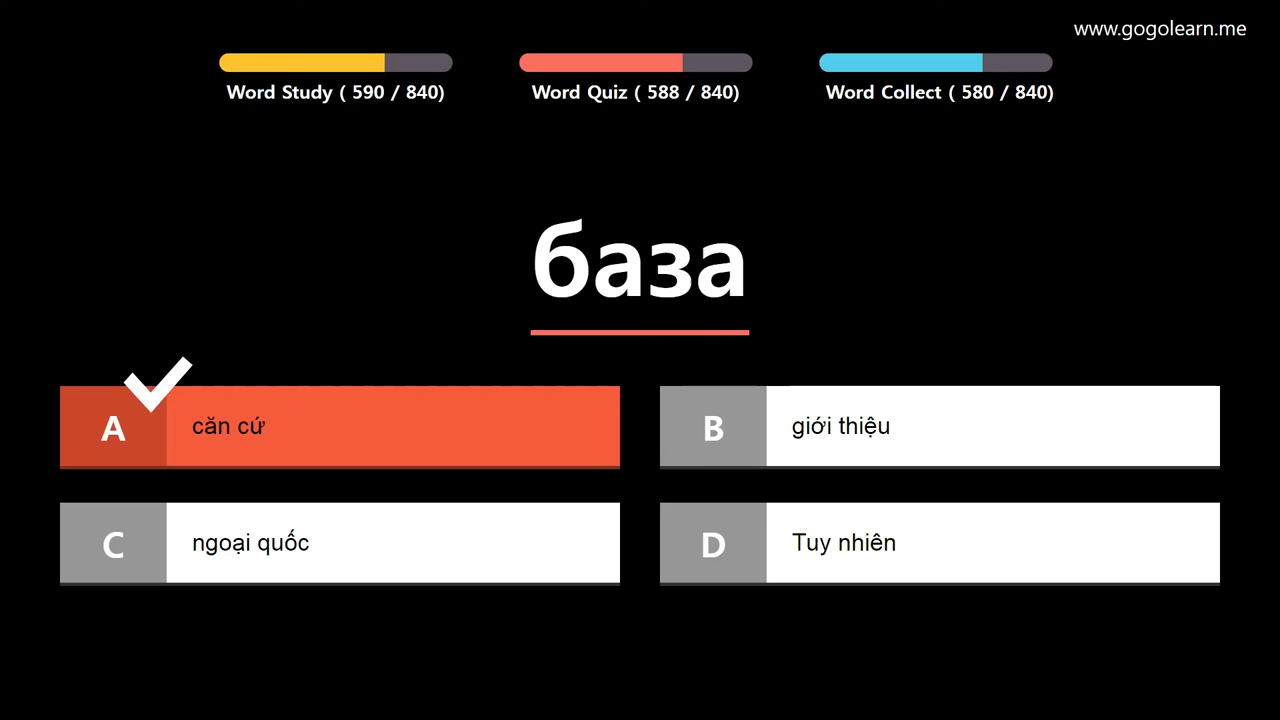 www.gogolearn.me
Word Study ( 590 / 840)
Word Quiz ( 588 / 840)
Word Collect ( 580 / 840)
база
A
căn cứ
B
giới thiệu
C
ngoại quốc
D
Tuy nhiên